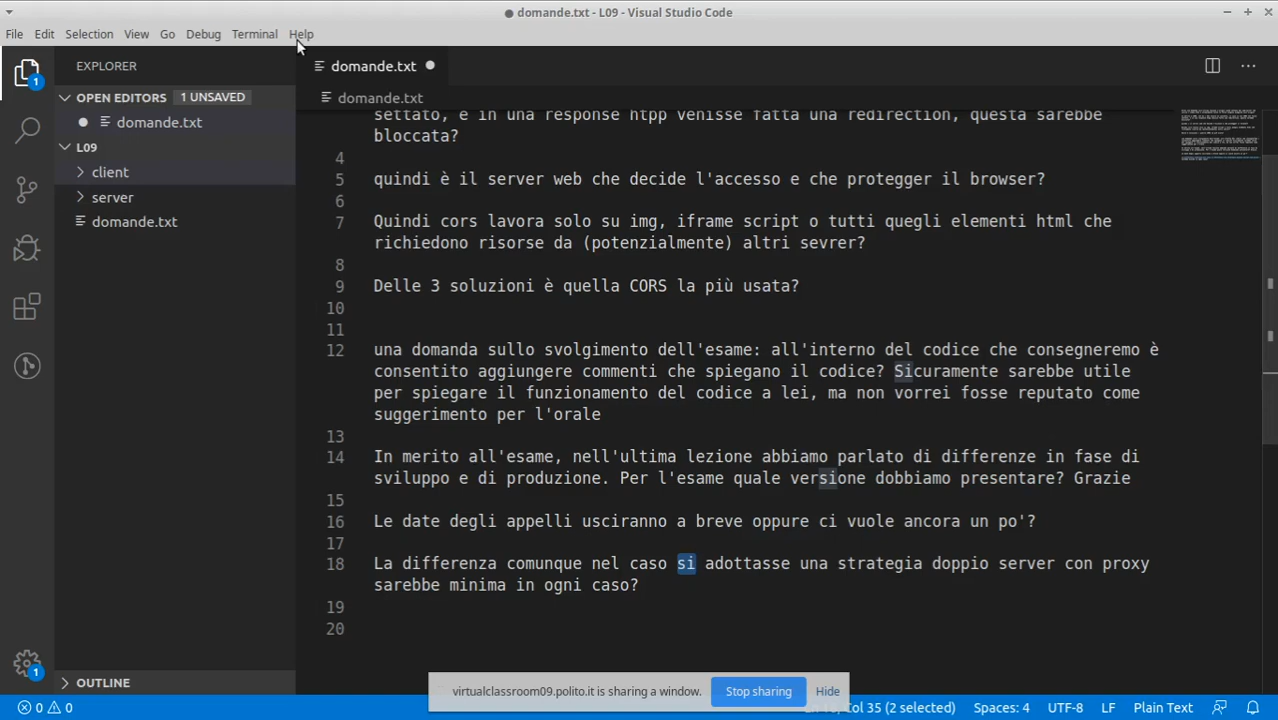 domande.txt - L09 - Visual Studio Code
File Edit Selection View Go Debug Terminal Help
EXPLORER
domande.txt
OPEN EDITORS 1 UNSAVED
domande.txt
domande.txt
L09
client
server
domande.txt
settato, e in una response htpp venisse fatta una redirection, questa sarebbe
bloccata?
4
5 quindi è il server web che decide l'accesso e che protegger il browser?
6
7 Quindi cors lavora solo su img, iframe script o tutti quegli elementi html che
richiedono risorse da (potenzialmente) altri sevrer?
8
9 Delle 3 soluzioni è quella CORS la più usata?
10
11
12 una domanda sullo svolgimento dell'esame: all'interno del codice che consegneremo è
consentito aggiungere commenti che spiegano il codice? Sicuramente sarebbe utile
per spiegare il funzionamento del codice a lei, ma non vorrei fosse reputato come
suggerimento per l'orale
13
14 In merito all'esame, nell'ultima lezione abbiamo parlato di differenze in fase di
sviluppo e di produzione. Per l'esame quale versione dobbiamo presentare? Grazie
15
16 Le date degli appelli usciranno a breve oppure ci vuole ancora un po'?
17
18 La differenza comunque nel caso si adottasse una strategia doppio server con proxy
sarebbe minima in ogni caso?
19
20
1
1
OUTLINE
virtualclassroom09.polito.it is sharing a window. Stop sharing Hide
0 0 Col 35 (2 selected) Spaces: 4 UTF-8 LF Plain Text